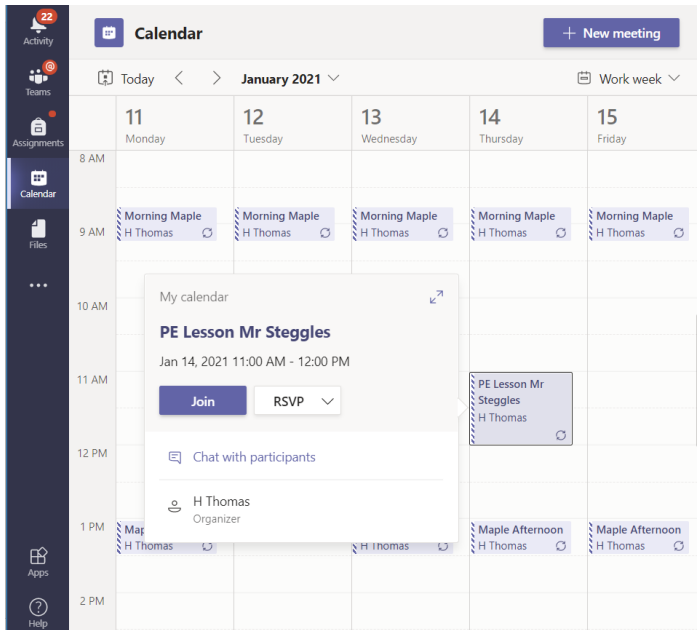 22
Activity
@
Teams
Assignments
Calendar
Files
Apps
Help
Calendar
+ New meeting
Today
January 2021
Work week
11
Monday
12
Tuesday
13
Wednesday
14
Thursday
15
Friday
8 AM
9 AM
10 AM
11 AM
12 PM
1 PM
2 PM
Morning Maple
H Thomas
Morning Maple
H Thomas
Morning Maple
H Thomas
Morning Maple
H Thomas
Morning Maple
H Thomas
My calendar
PE Lesson Mr Steggles
Jan 14, 2021 11:00 AM - 12:00 PM
Join
RSVP
Chat with participants
H Thomas
Organizer
PE Lesson Mr
Steggles
H Thomas
Map
H Thomas
H Thomas
Maple Afternoon
H Thomas
Maple Afternoon
H Thomas